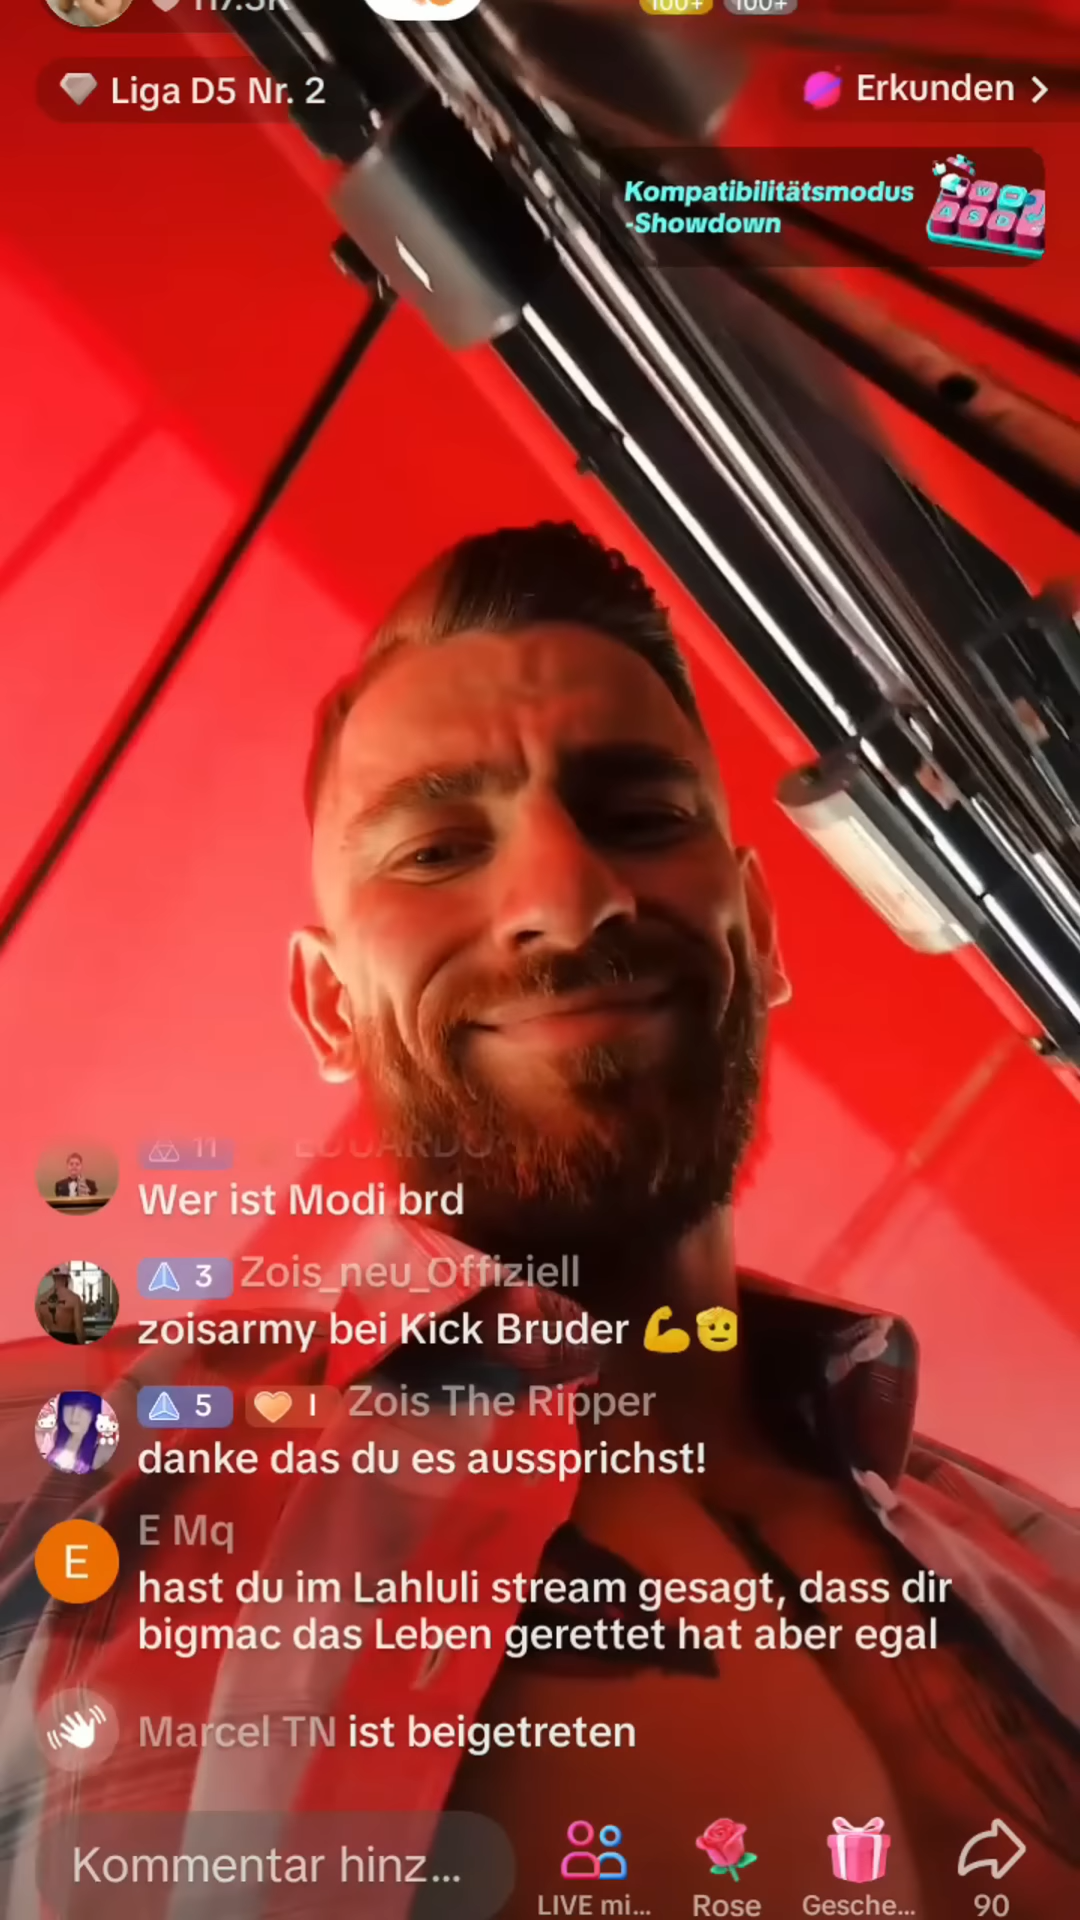 Liga D5 Nr. 2
Erkunden >
Kompatibilitätsmodus
-Showdown
11
Wer ist Modi brd
3 Zois_neu_Offiziell
zoisarmy bei Kick Bruder 💪🫡
5 I Zois The Ripper
danke das du es aussprichst!
E
E Mq
hast du im Lahluli stream gesagt, dass dir
bigmac das Leben gerettet hat aber egal
Marcel TN ist beigetreten
Kommentar hinz...
LIVE mi...
Rose
Gesche...
90